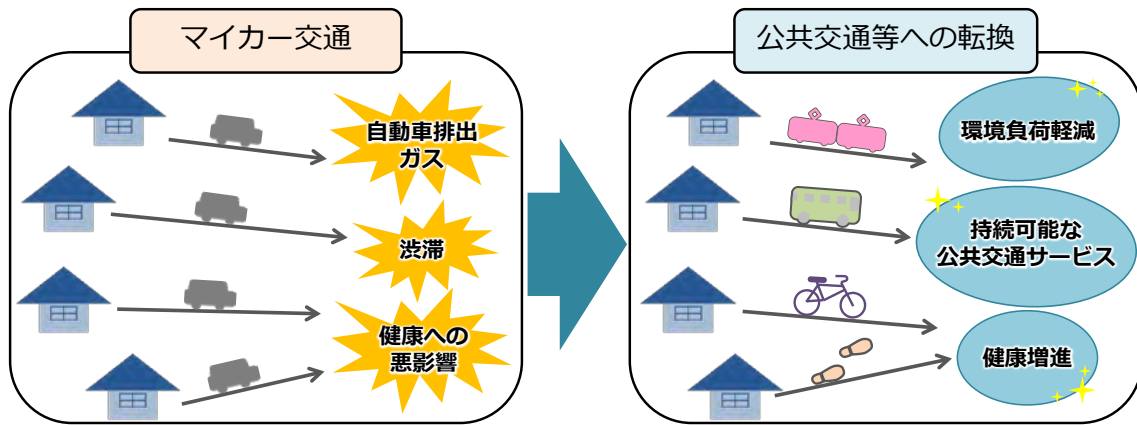 マイカー交通
自動車排出
ガス
渋滞
健康への
悪影響
公共交通等への転換
環境負荷軽減
持続可能な
公共交通サービス
健康増進